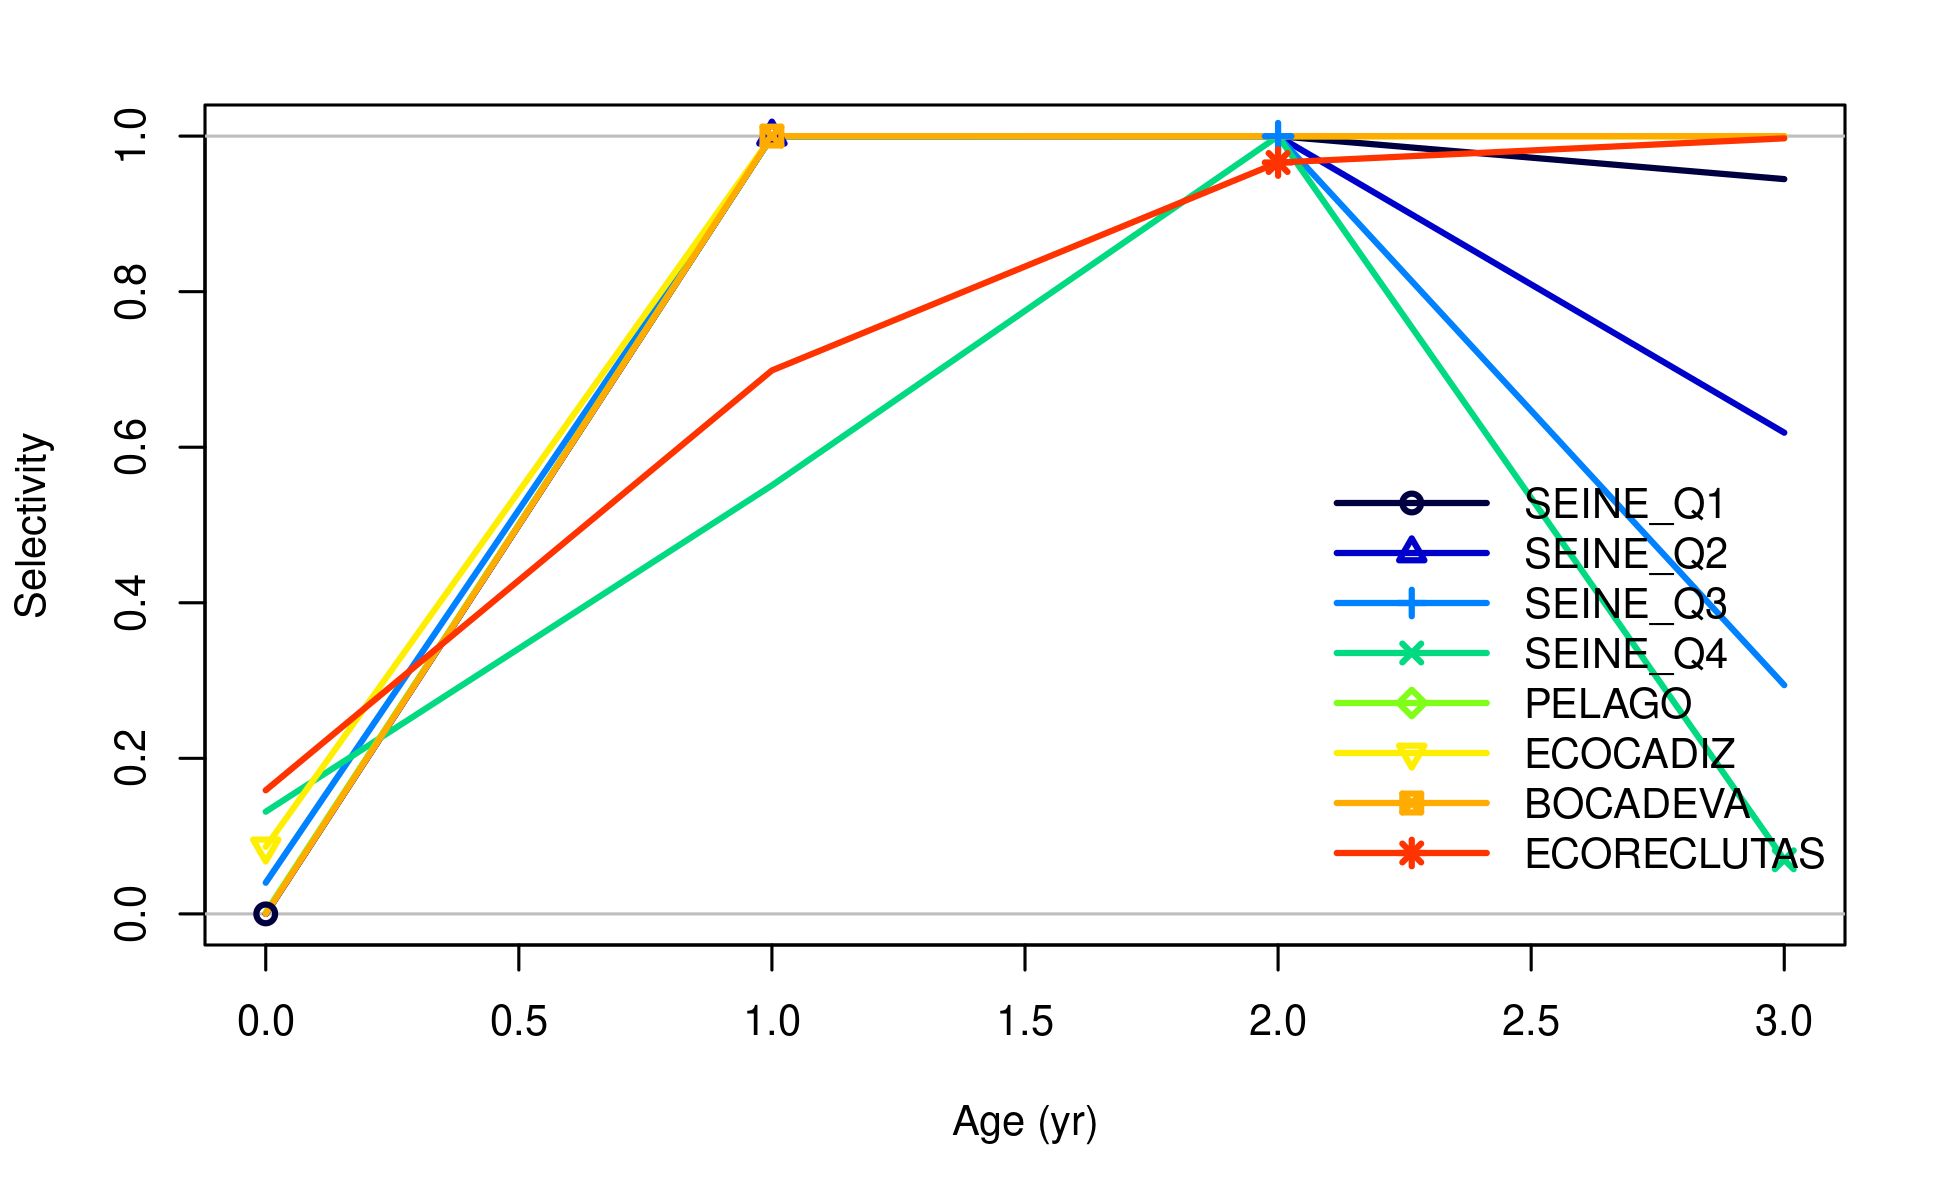 Selectivity
1.0
0.8
0.6
0.4
0.2
0.0
SEINE_Q1
SEINE_Q2
SEINE_Q3
SEINE_Q4
PELAGO
ECOCADIZ
BOCADEVA
ECORECLUTAS
0.0 0.5 1.0 1.5 2.0 2.5 3.0
Age (yr)